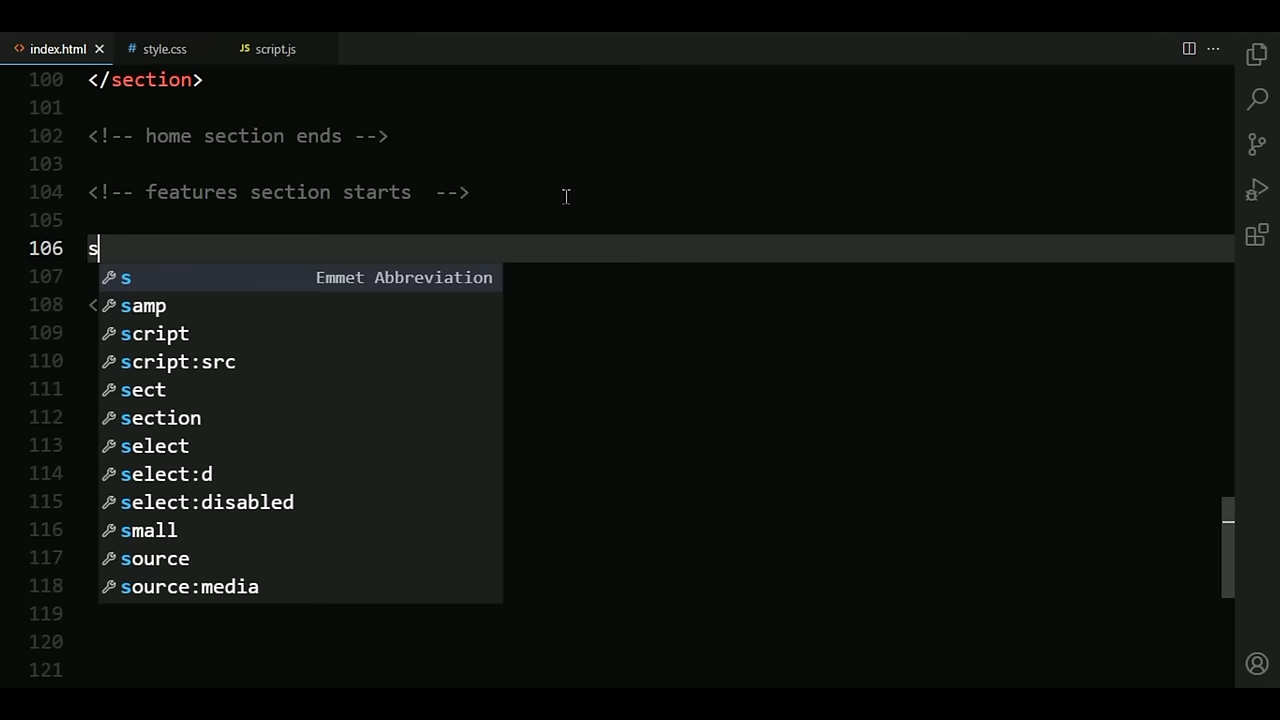 index.html
style.css
JS script.js
100 </section>
101
102 <!-- home section ends -->
103
104 <!-- features section starts  -->
105
106 s
107 s Emmet Abbreviation
108 < samp
109 script
110 script:src
111 sect
112 section
113 select
114 select:d
115 select:disabled
116 small
117 source
118 source:media
119
120
121